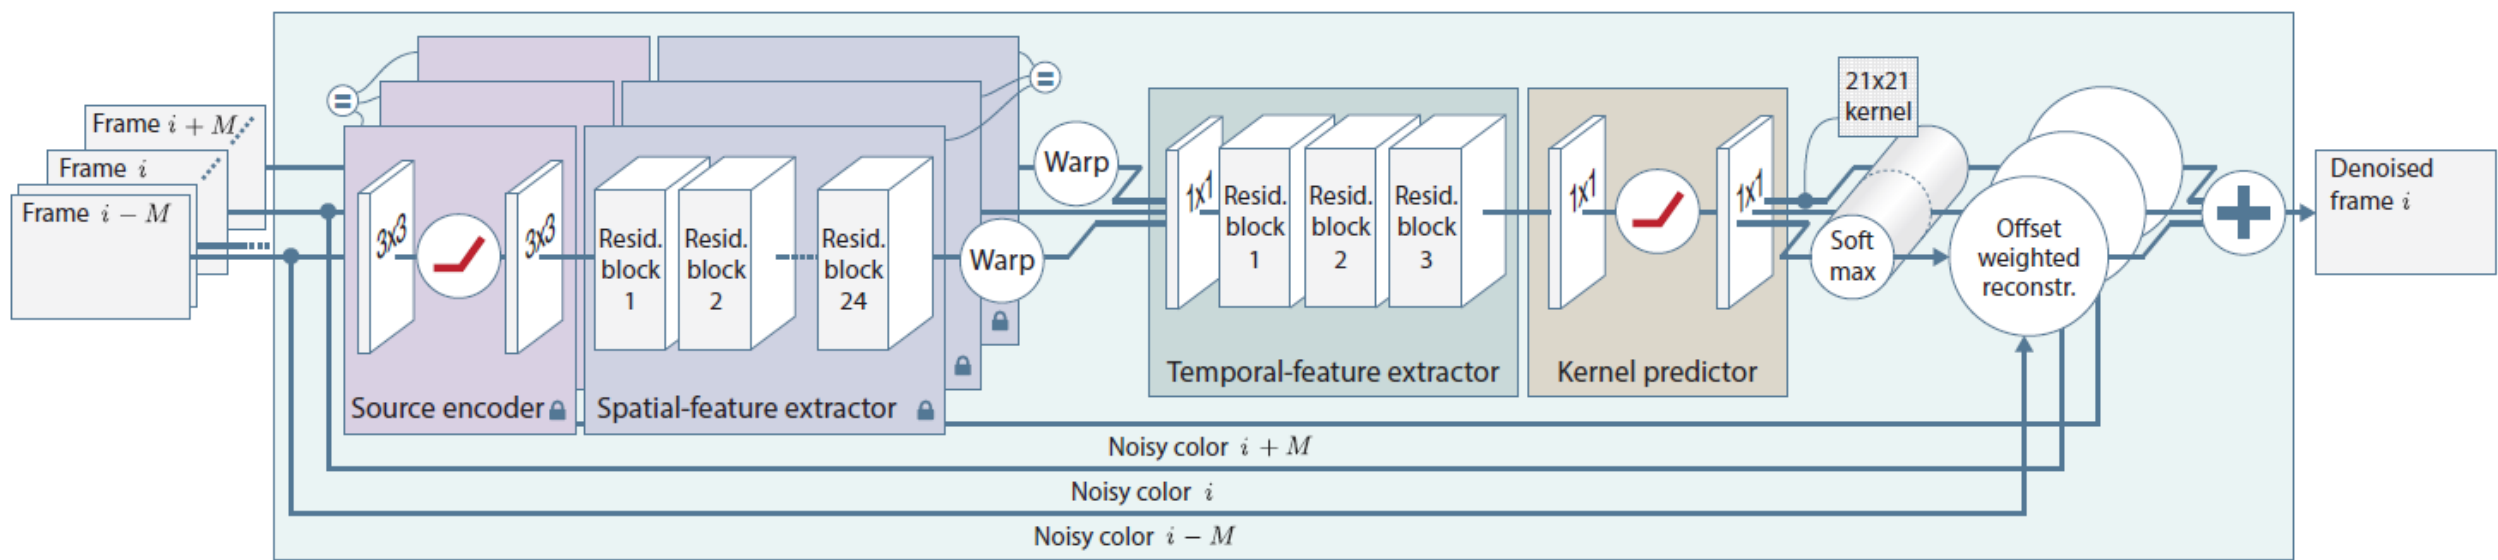 Frame i + M
Frame i
Frame i − M
=
=
3x3
3x3
Resid.
block
1
Resid.
block
2
Resid.
block
24
Source encoder
Spatial-feature extractor
Warp
Warp
1x1
Resid.
block
1
Resid.
block
2
Resid.
block
3
Temporal-feature extractor
1x1
1x1
Kernel predictor
21x21
kernel
Soft
max
Offset
weighted
reconstr.
+
Denoised
frame i
Noisy color i + M
Noisy color i
Noisy color i − M